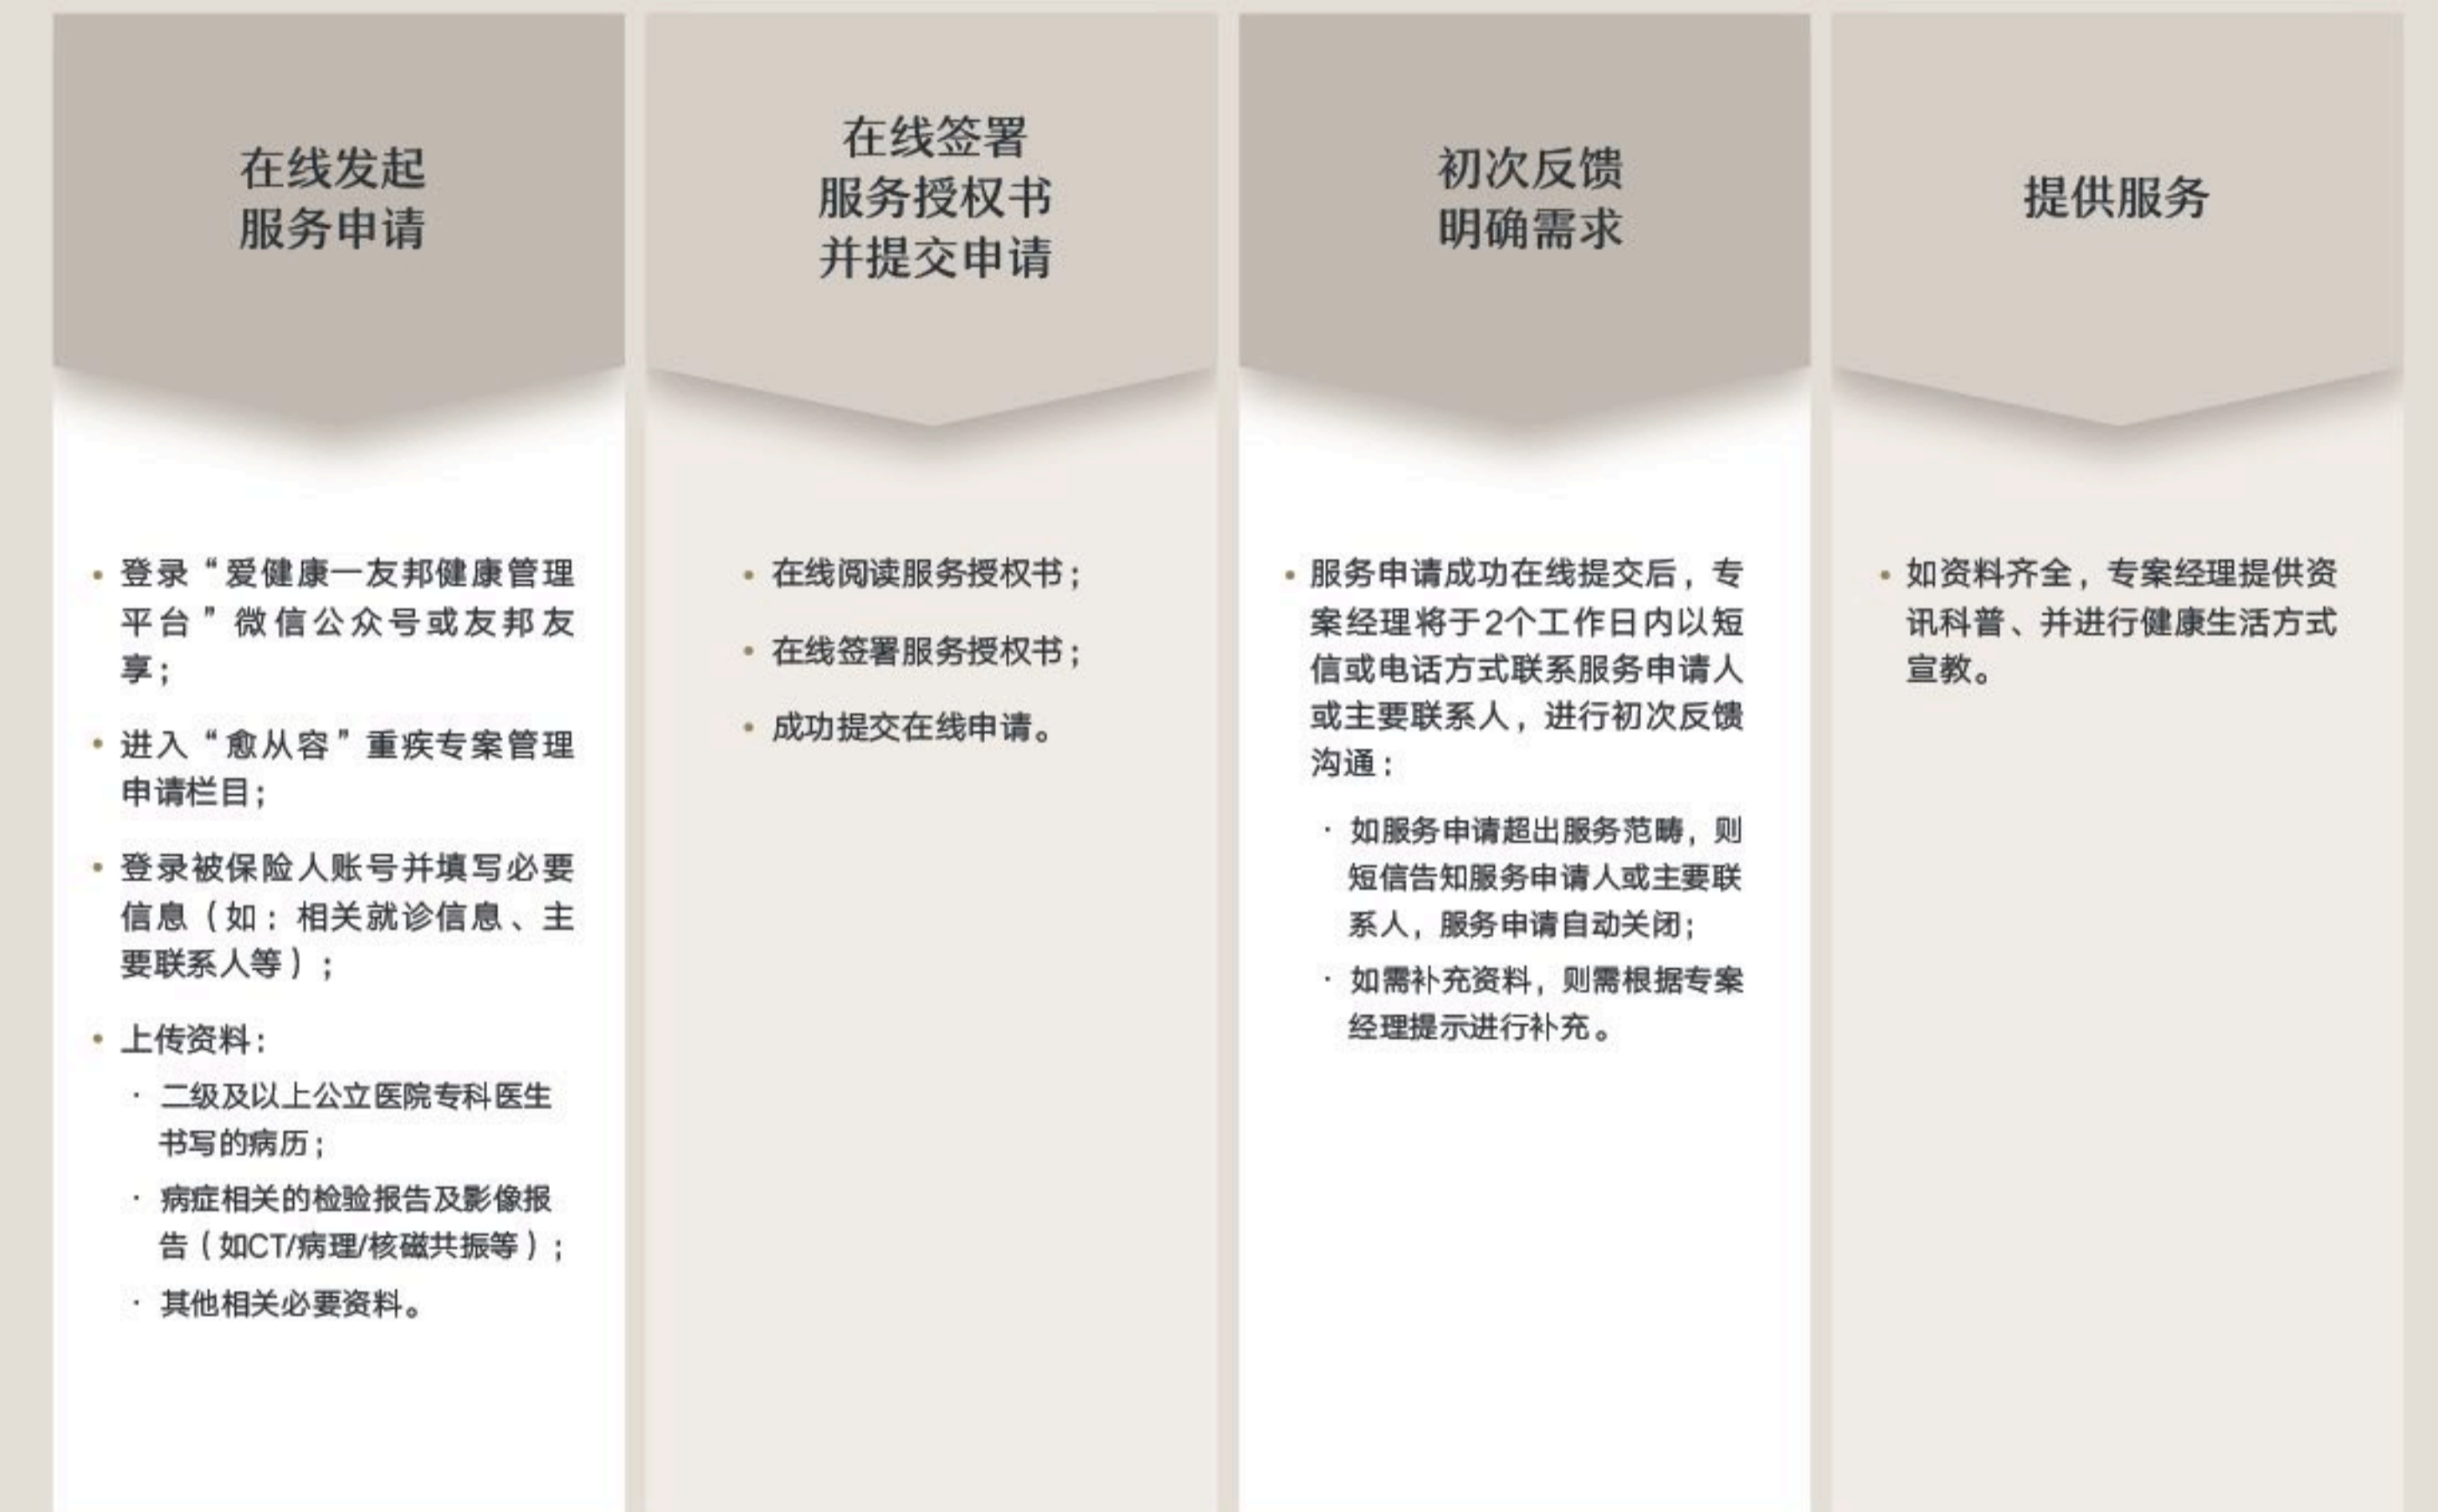 在线发起
服务申请
• 登录“爱健康一友邦健康管理
平台”微信公众号或友邦友
享；
• 进入“愈从容”重疾专案管理
申请栏目；
• 登录被保险人账号并填写必要
信息（如：相关就诊信息、主
要联系人等）；
• 上传资料：
· 二级及以上公立医院专科医生
书写的病历；
· 病症相关的检验报告及影像报
告（如CT/病理/核磁共振等）；
· 其他相关必要资料。
在线签署
服务授权书
并提交申请
• 在线阅读服务授权书；
• 在线签署服务授权书；
• 成功提交在线申请。
初次反馈
明确需求
• 服务申请成功在线提交后，专
案经理将于2个工作日内以短
信或电话方式联系服务申请人
或主要联系人，进行初次反馈
沟通：
· 如服务申请超出服务范畴，则
短信告知服务申请人或主要联
系人，服务申请自动关闭；
· 如需补充资料，则需根据专案
经理提示进行补充。
提供服务
• 如资料齐全，专案经理提供资
讯科普、并进行健康生活方式
宣教。